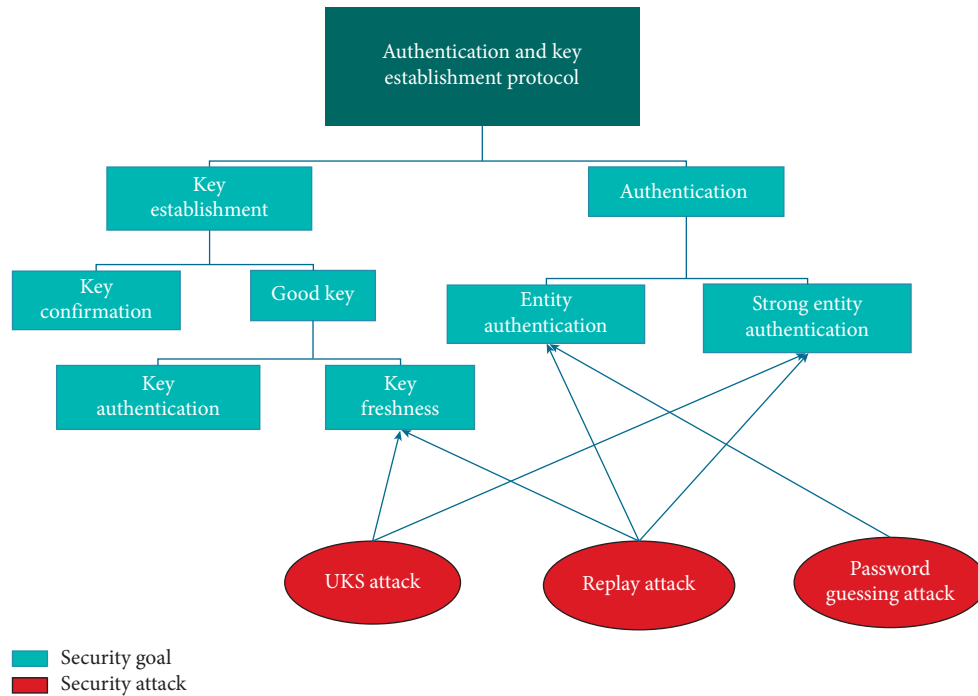 Authentication and key
establishment protocol
Key
establishment
Authentication
Key
confirmation
Good key
Entity
authentication
Strong entity
authentication
Key
authentication
Key
freshness
UKS attack
Replay attack
Password
guessing attack
Security goal
Security attack